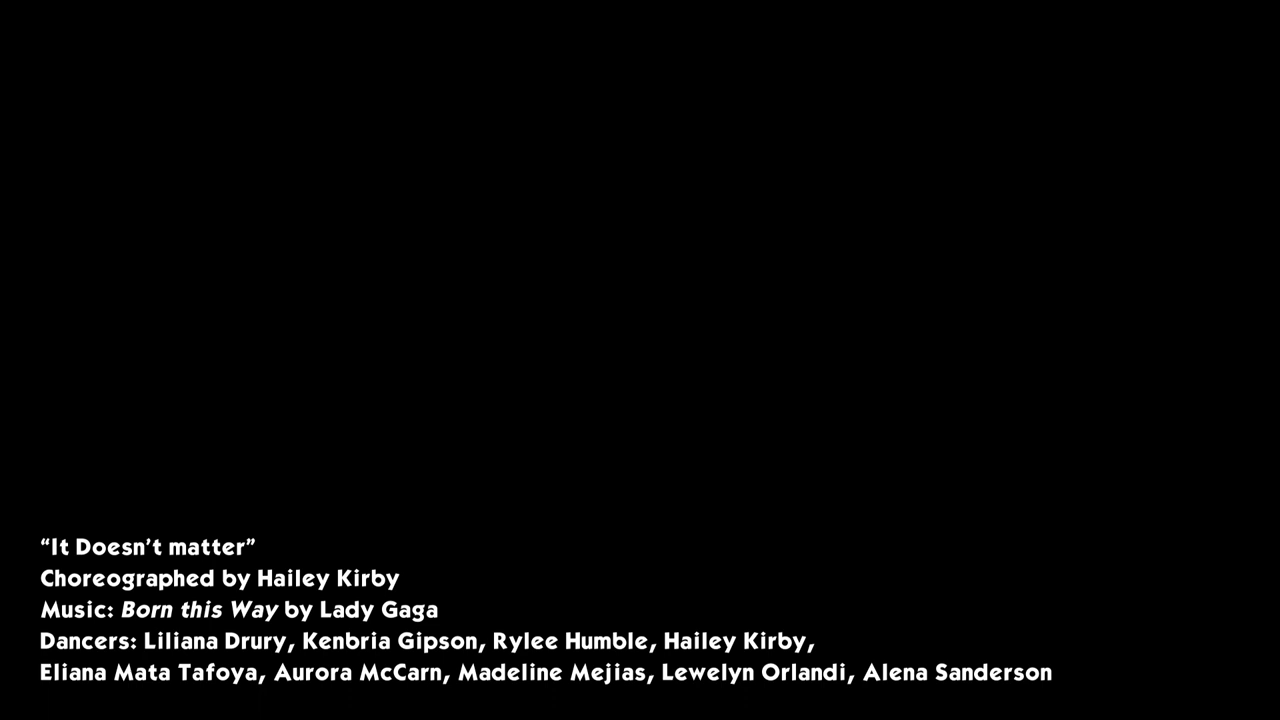 “It Doesn’t matter”
Choreographed by Hailey Kirby
Music: Born this Way by Lady Gaga
Dancers: Liliana Drury, Kenbria Gipson, Rylee Humble, Hailey Kirby,
Eliana Mata Tafoya, Aurora McCarn, Madeline Mejias, Lewelyn Orlandi, Alena Sanderson